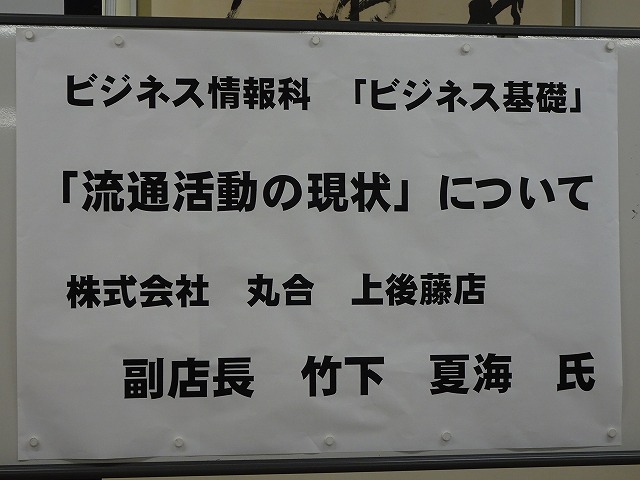 ビジネス情報科　「ビジネス基礎」
「流通活動の現状」について
株式会社　丸合　上後藤店
副店長　竹下　夏海　氏